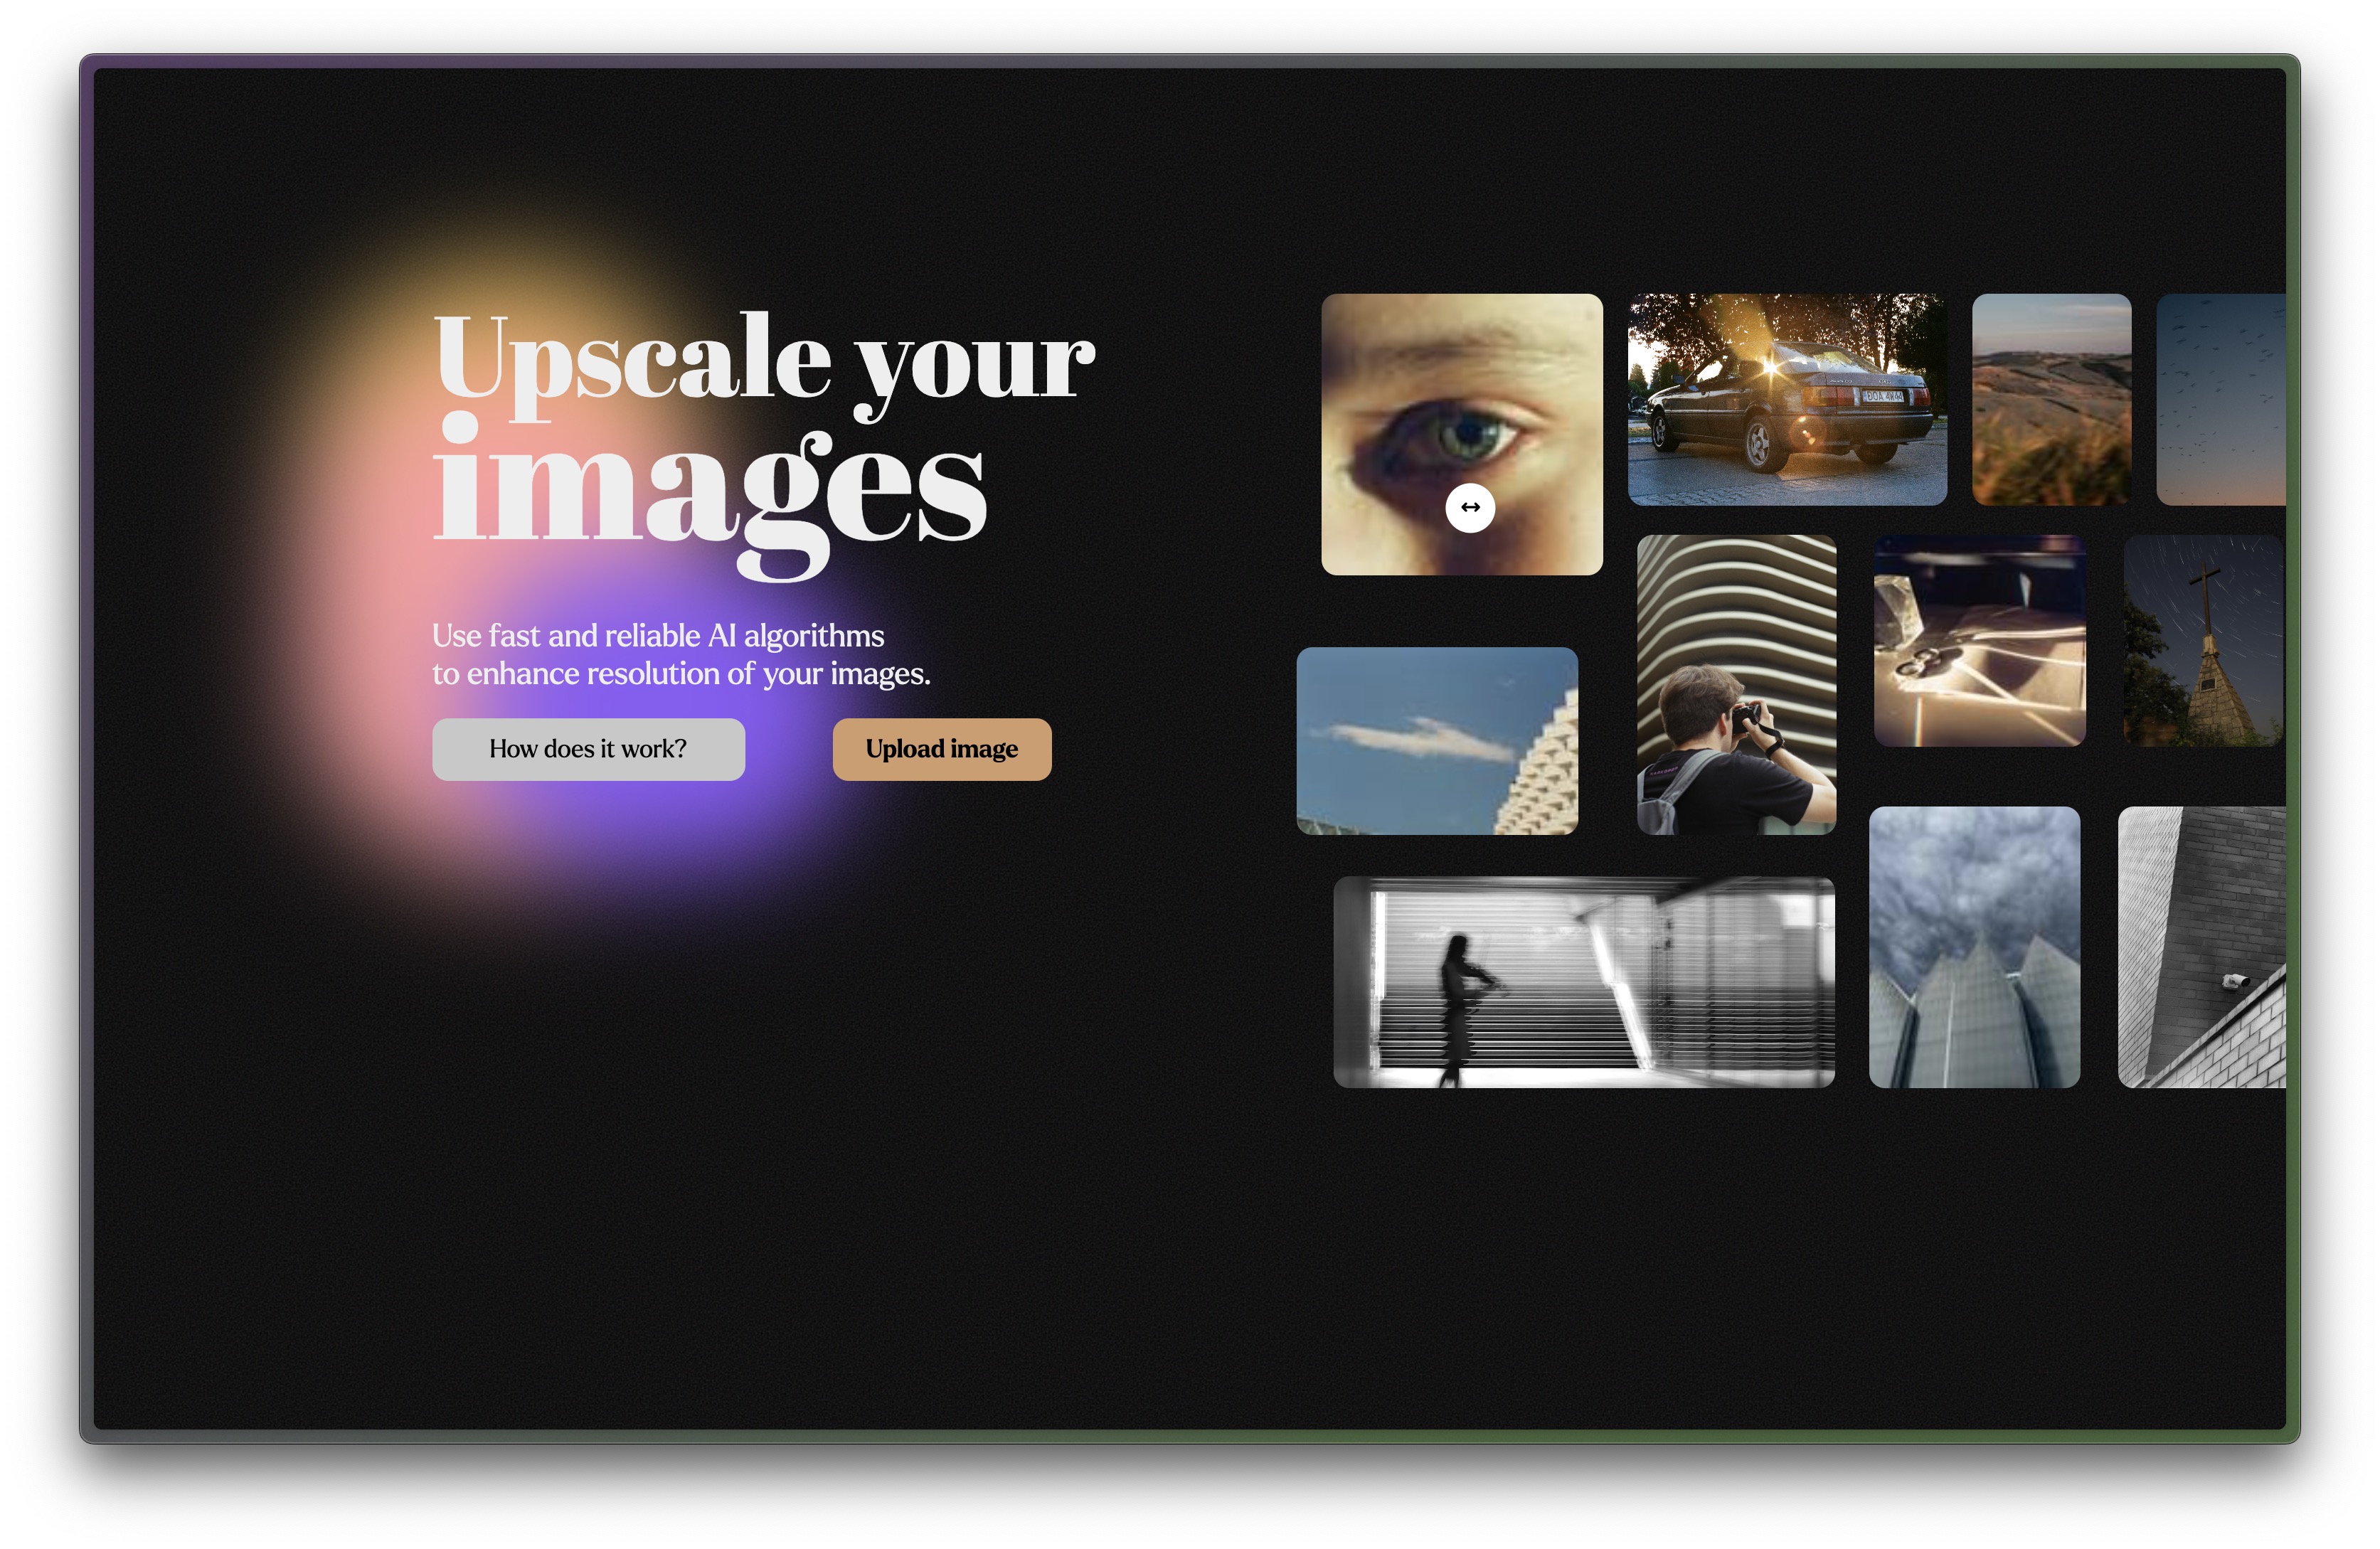 Upscale your
images
Use fast and reliable AI algorithms
to enhance resolution of your images.
How does it work?
Upload image